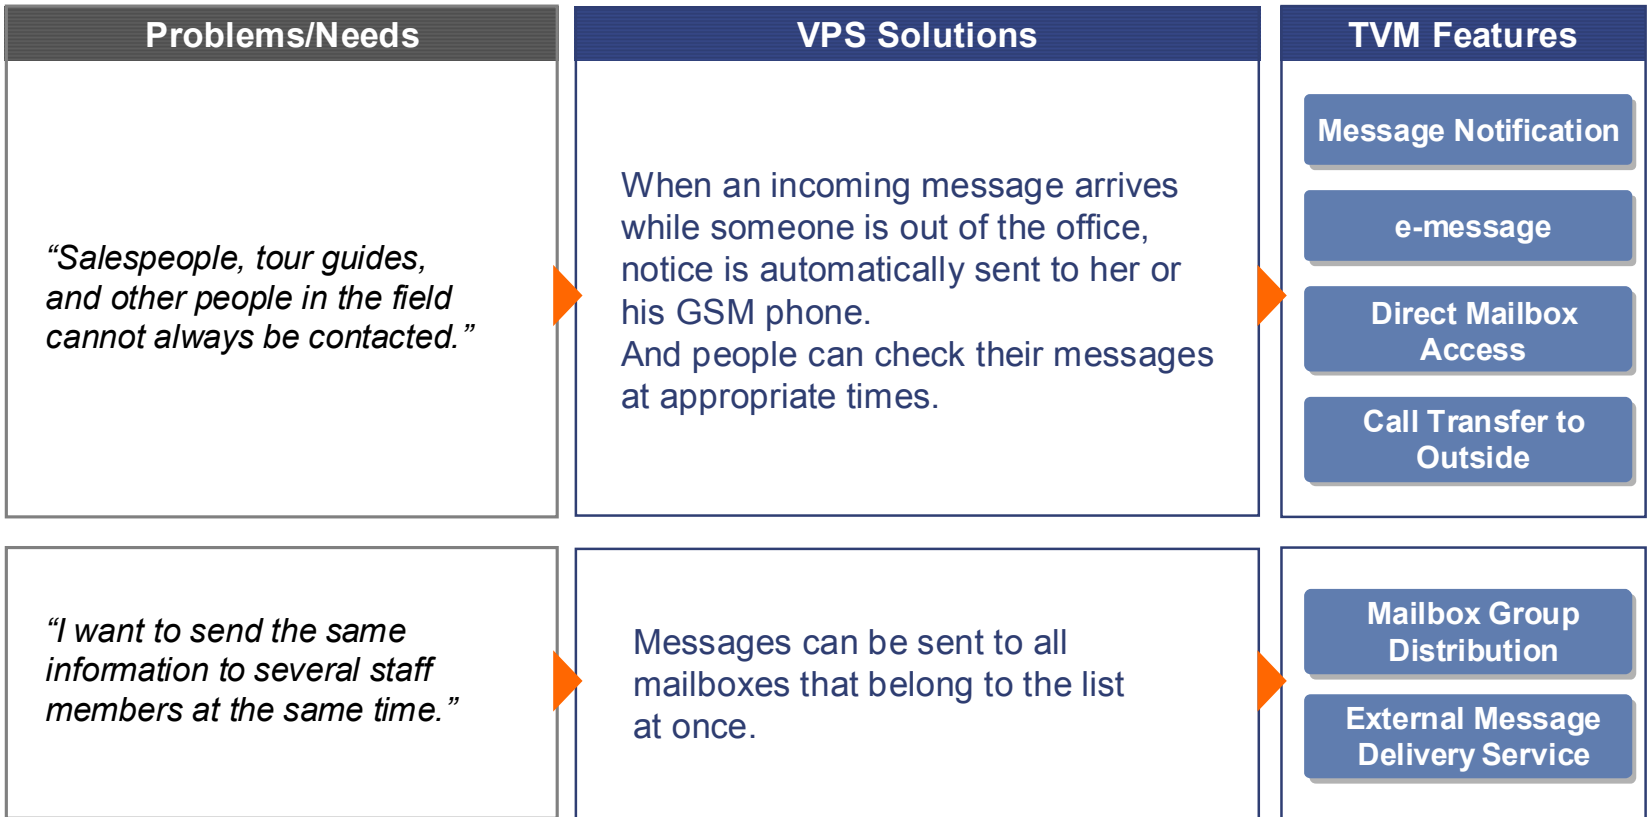 Problems/Needs
VPS Solutions
TVM Features
“Salespeople, tour guides,
and other people in the field
cannot always be contacted.”
When an incoming message arrives
while someone is out of the office,
notice is automatically sent to her or
his GSM phone.
And people can check their messages
at appropriate times.
Message Notification
e-message
Direct Mailbox
Access
Call Transfer to
Outside
“I want to send the same
information to several staff
members at the same time.”
Messages can be sent to all
mailboxes that belong to the list
at once.
Mailbox Group
Distribution
External Message
Delivery Service